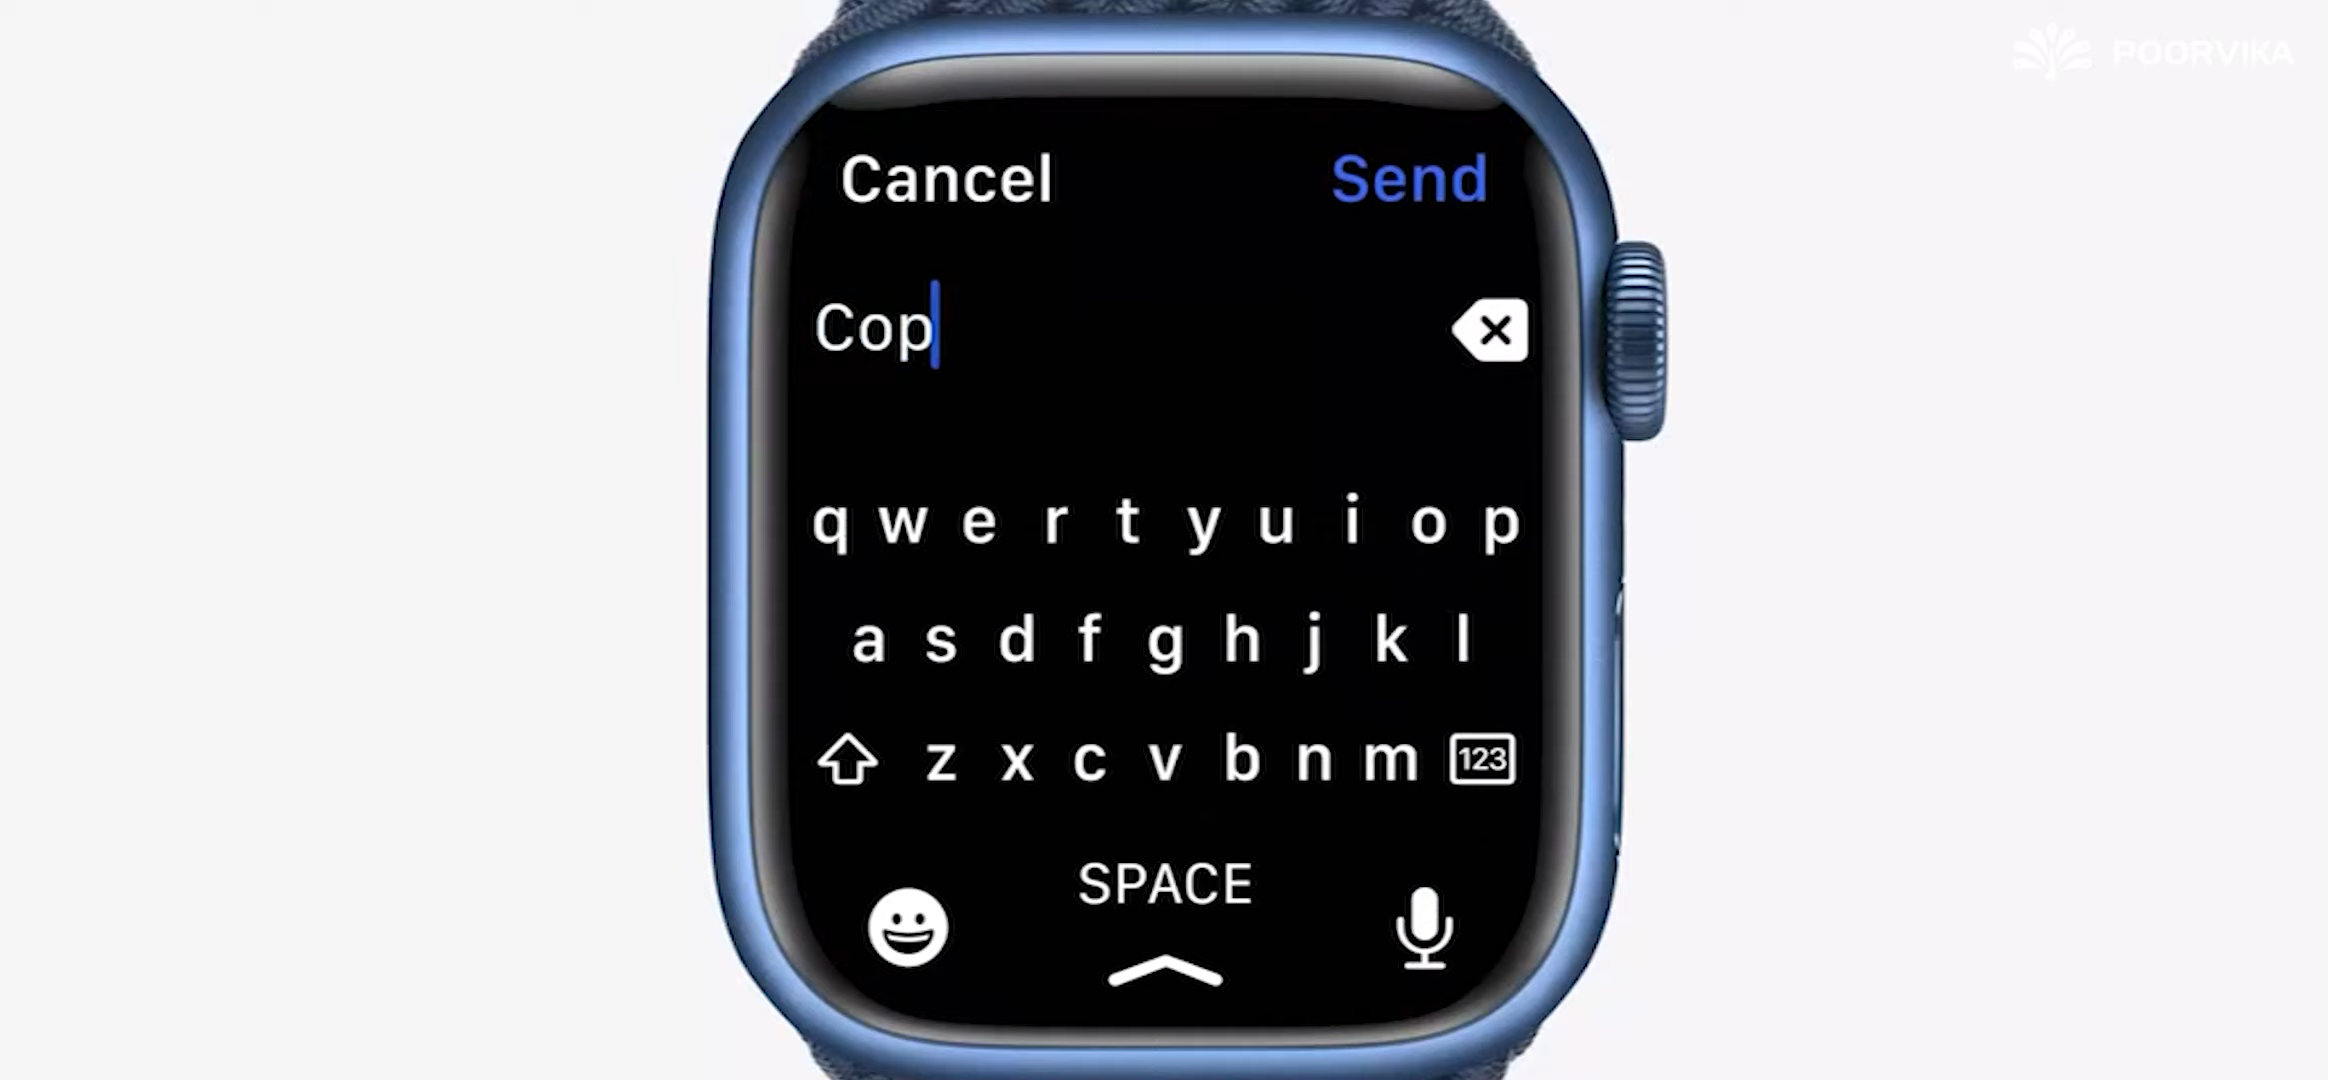 POORVIKA
Cancel Send
Cop
q w e r t y u i o p
a s d f g h j k l
z x c v b n m 123
SPACE